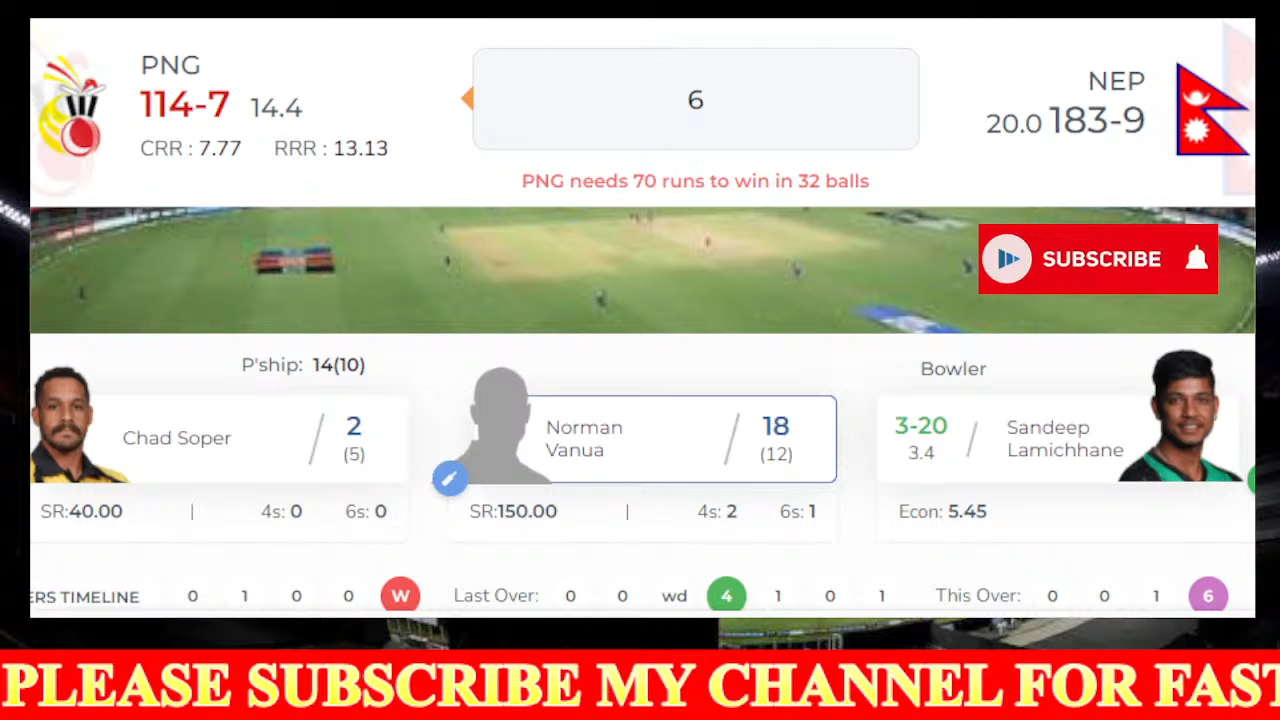 PNG
114-7 14.4
CRR : 7.77 RRR : 13.13
6
NEP
20.0 183-9
PNG needs 70 runs to win in 32 balls
SUBSCRIBE
P'ship: 14(10)
Chad Soper
2
(5)
SR:40.00 | 4s: 0 6s: 0
Norman
Vanua
18
(12)
SR:150.00 | 4s: 2 6s: 1
Bowler
3-20
3.4
Sandeep
Lamichhane
Econ: 5.45
ERS TIMELINE 0 1 0 0 W Last Over: 0 0 wd 4 1 0 1 This Over: 0 0 1 6
PLEASE SUBSCRIBE MY CHANNEL FOR FAST